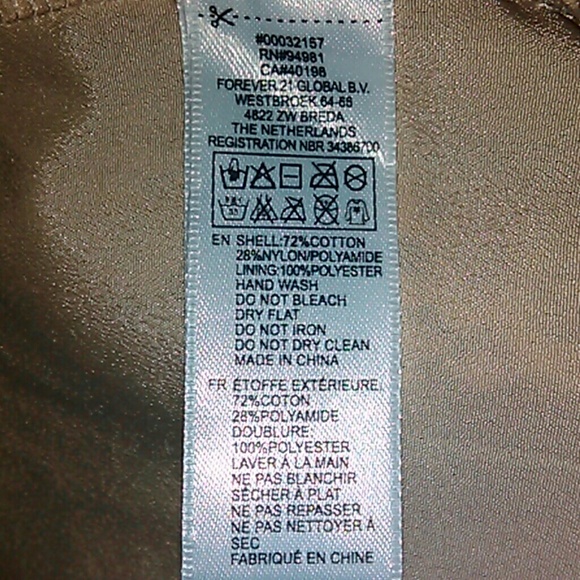 #00032157
RN#94981
CA#40198
FOREVER 21 GLOBAL B.V.
WESTBROEK 64-66
4822 ZW BREDA
THE NETHERLANDS
REGISTRATION NBR 34386700
EN SHELL:72%COTTON
28%NYLON/POLYAMIDE
LINING:100%POLYESTER
HAND WASH
DO NOT BLEACH
DRY FLAT
DO NOT IRON
DO NOT DRY CLEAN
MADE IN CHINA
FR ÉTOFFE EXTÉRIEURE:
72%COTON
28%POLYAMIDE
DOUBLURE:
100%POLYESTER
LAVER À LA MAIN
NE PAS BLANCHIR
SÉCHER À PLAT
NE PAS REPASSER
NE PAS NETTOYER À
SEC
FABRIQUÉ EN CHINE